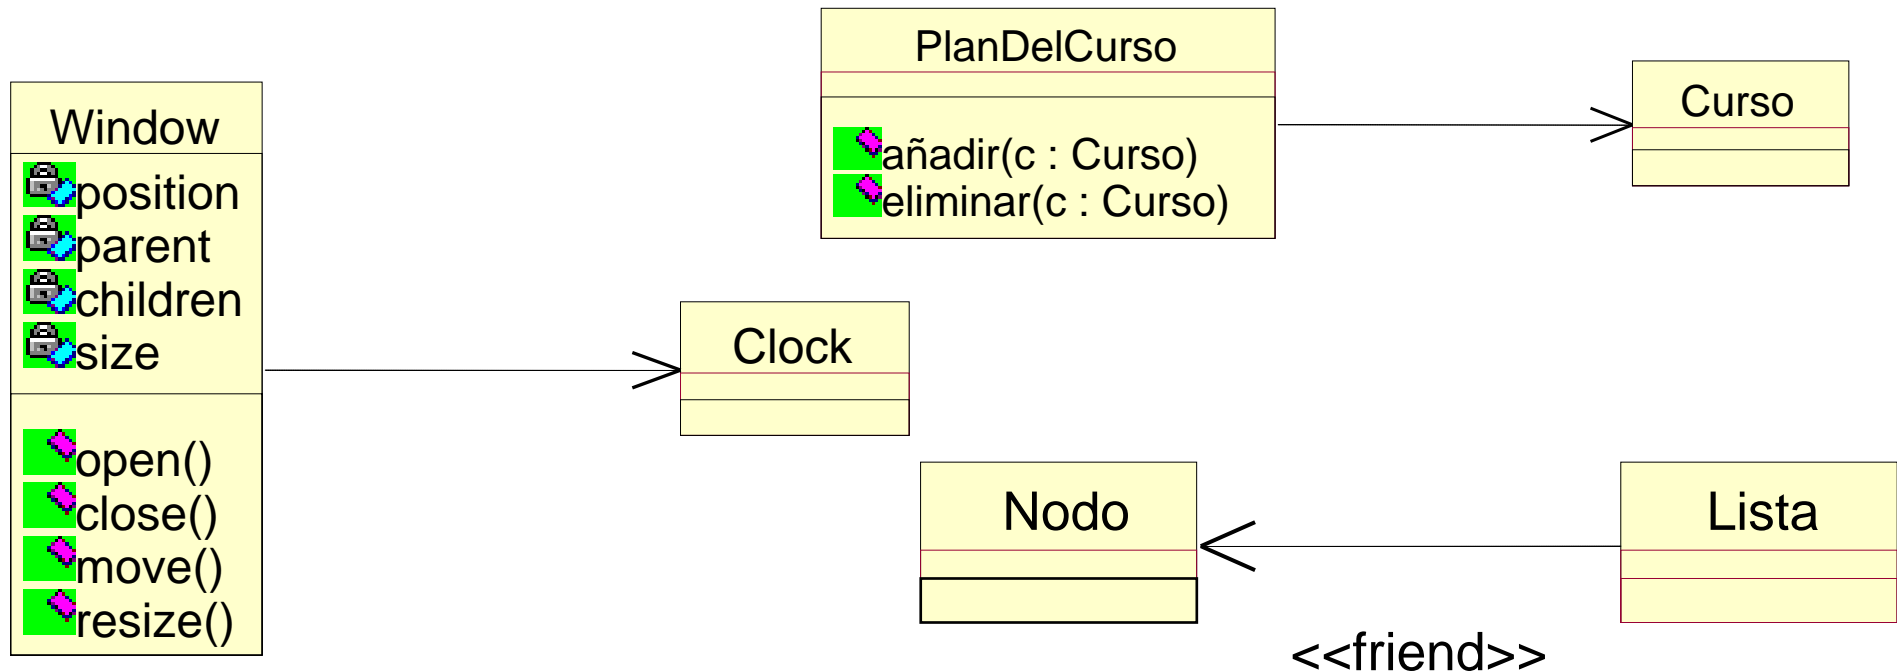 Window
position
parent
children
size
open()
close()
move()
resize()
PlanDelCurso
añadir(c : Curso)
eliminar(c : Curso)
Curso
Clock
Nodo
Lista
<<friend>>